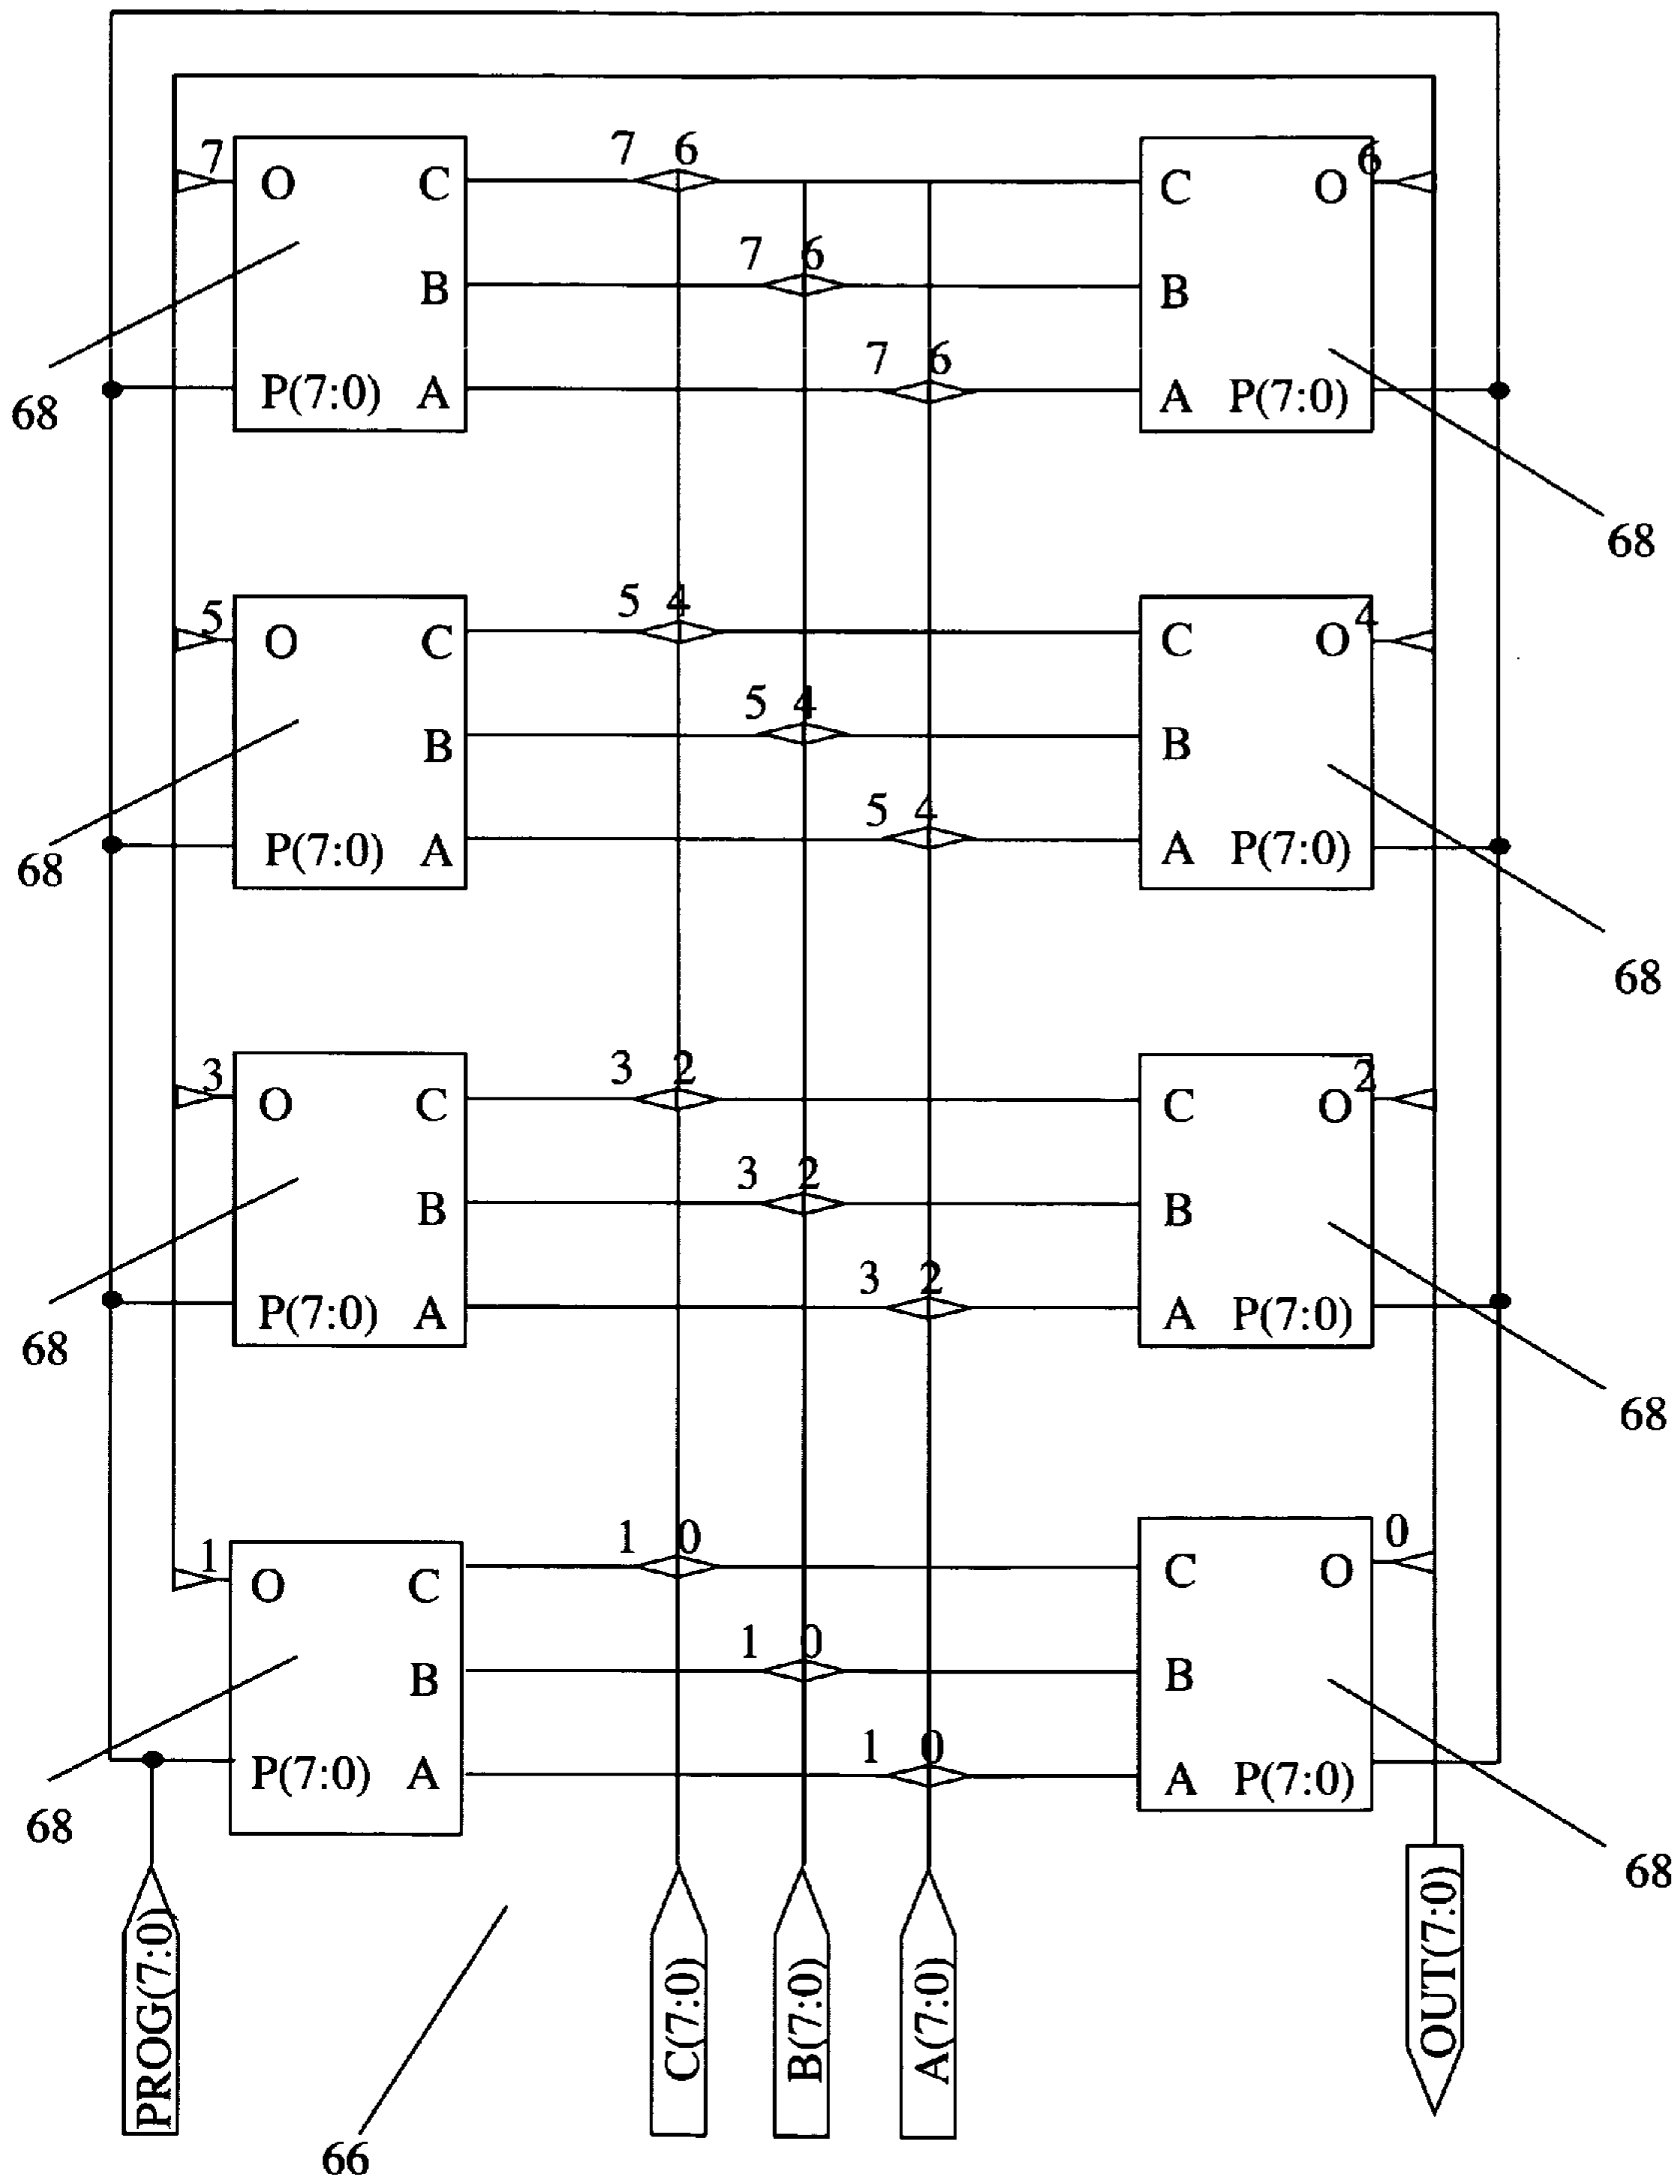 7 O C 7 6 C O 6
B 7 6 B
P(7:0) A 7 6 A P(7:0)
68
68
5 O C 5 4 C O 4
B 5 4 B
P(7:0) A 5 4 A P(7:0)
68
68
3 O C 3 2 C O 2
B 3 2 B
P(7:0) A 3 2 A P(7:0)
68
68
1 O C 1 0 C O 0
B 1 0 B
P(7:0) A 1 0 A P(7:0)
68
68
PROG(7:0)
C(7:0)
B(7:0)
A(7:0)
OUT(7:0)
66